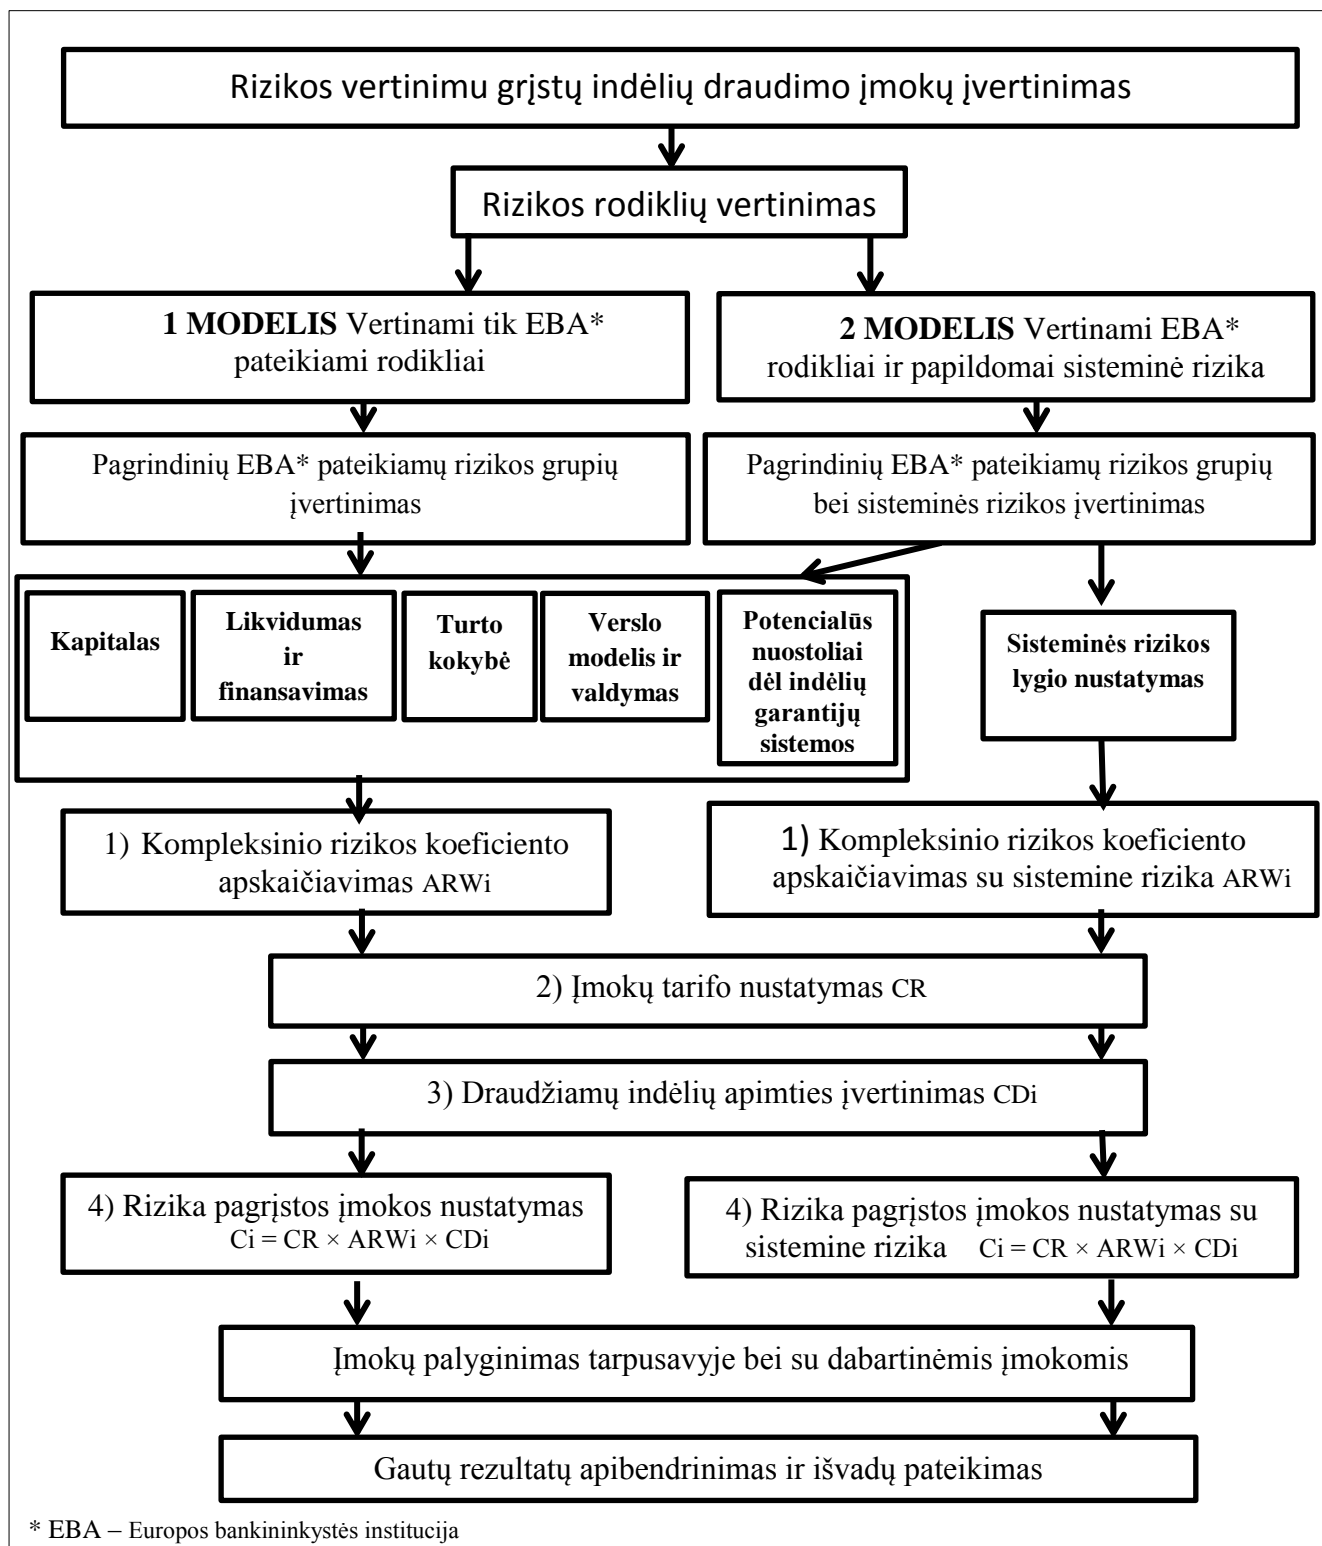 Rizikos vertinimu grįstų indėlių draudimo įmokų įvertinimas
Rizikos rodiklių vertinimas
1 MODELIS Vertinami tik EBA*
pateikiami rodikliai
2 MODELIS Vertinami EBA*
rodikliai ir papildomai sisteminė rizika
Pagrindinių EBA* pateikiamų rizikos grupių
įvertinimas
Pagrindinių EBA* pateikiamų rizikos grupių
bei sisteminės rizikos įvertinimas
Kapitalas
Likvidumas
ir
finansavimas
Turto
kokybė
Verslo
modelis ir
valdymas
Potencialūs
nuostoliai
dėl indėlių
garantijų
sistemos
Sisteminės rizikos
lygio nustatymas
1) Kompleksinio rizikos koeficiento
apskaičiavimas ARWi
1) Kompleksinio rizikos koeficiento
apskaičiavimas su sistemine rizika ARWi
2) Įmokų tarifo nustatymas CR
3) Draudžiamų indėlių apimties įvertinimas CDi
4) Rizika pagrįstos įmokos nustatymas
Ci = CR × ARWi × CDi
4) Rizika pagrįstos įmokos nustatymas su
sistemine rizika Ci = CR × ARWi × CDi
Įmokų palyginimas tarpusavyje bei su dabartinėmis įmokomis
Gautų rezultatų apibendrinimas ir išvadų pateikimas
* EBA – Europos bankininkystės institucija